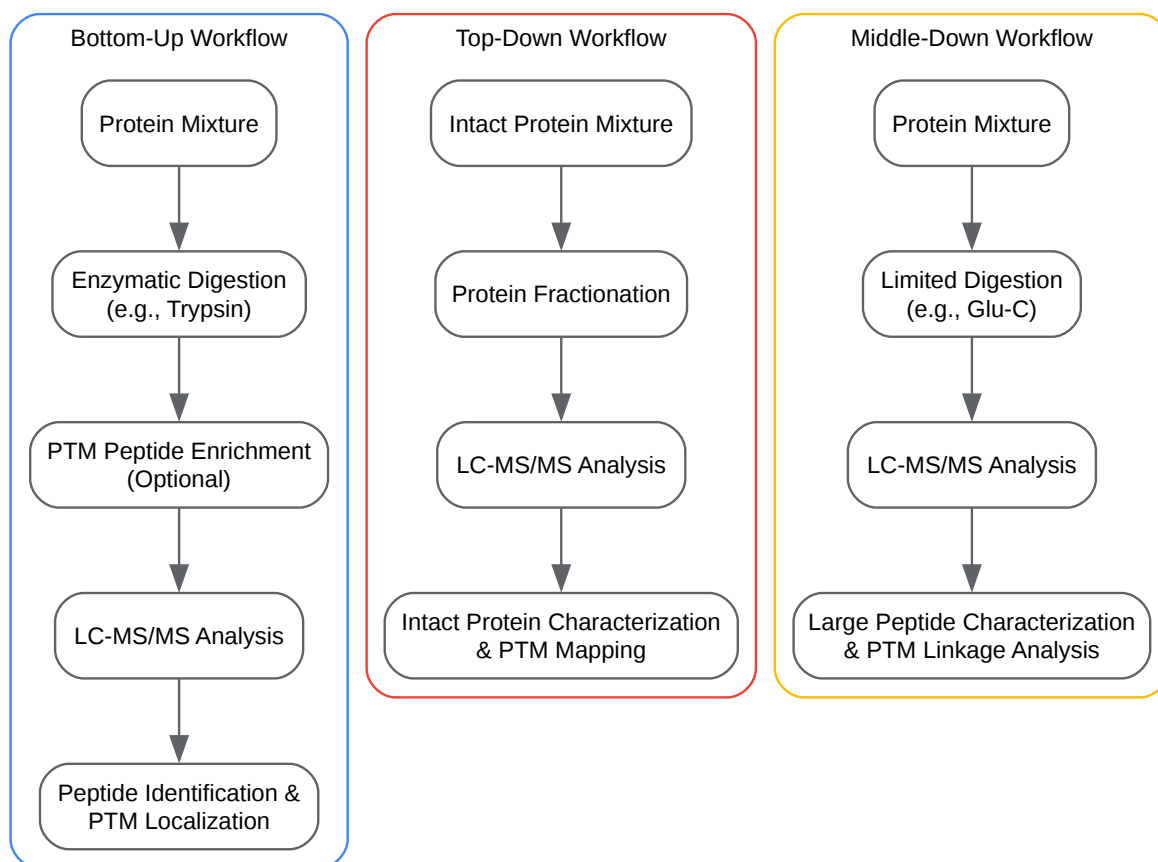 Bottom-Up Workflow
Protein Mixture
Enzymatic Digestion
(e.g., Trypsin)
PTM Peptide Enrichment
(Optional)
LC-MS/MS Analysis
Peptide Identification &
PTM Localization
Top-Down Workflow
Intact Protein Mixture
Protein Fractionation
LC-MS/MS Analysis
Intact Protein Characterization
& PTM Mapping
Middle-Down Workflow
Protein Mixture
Limited Digestion
(e.g., Glu-C)
LC-MS/MS Analysis
Large Peptide Characterization
& PTM Linkage Analysis